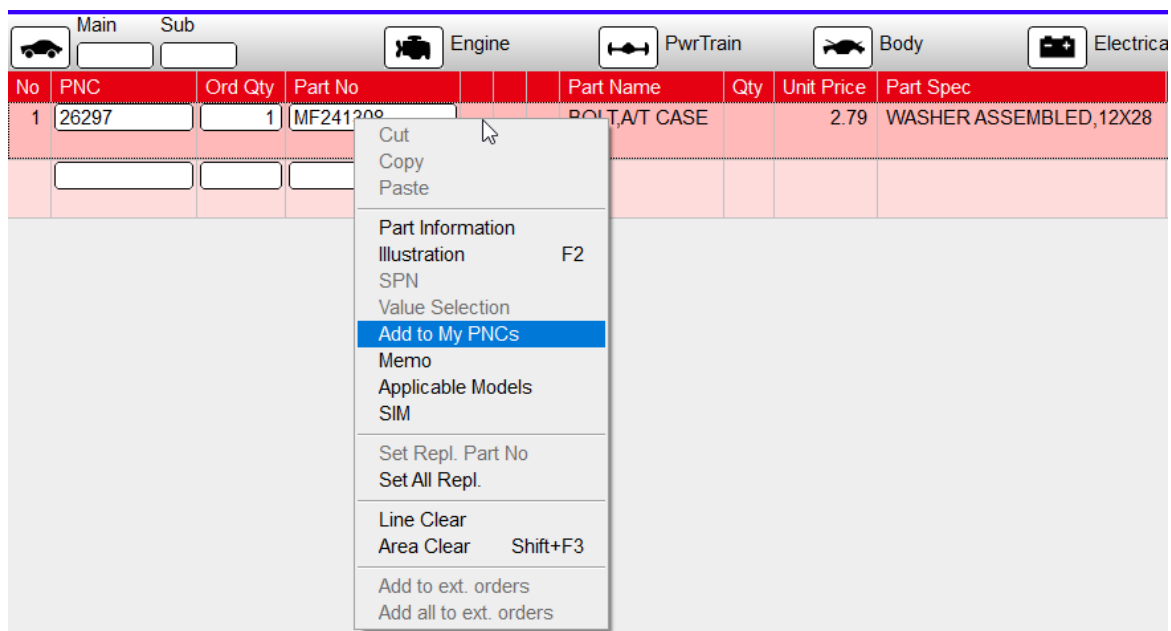 Main Sub
Engine PwrTrain Body Electrica
No PNC Ord Qty Part No Part Name Qty Unit Price Part Spec
1 26297 1 MF241308 BOLT,A/T CASE 2.79 WASHER ASSEMBLED,12X28
Cut
Copy
Paste
Part Information
Illustration F2
SPN
Value Selection
Add to My PNCs
Memo
Applicable Models
SIM
Set Repl. Part No
Set All Repl.
Line Clear
Area Clear Shift+F3
Add to ext. orders
Add all to ext. orders